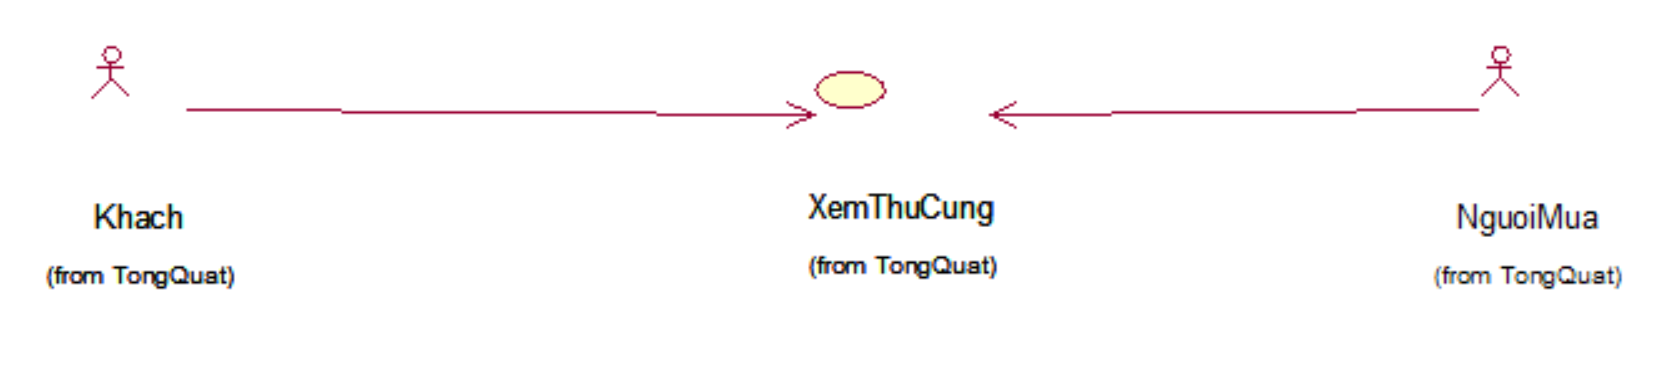 Khach
(from TongQuat)
XemThuCung
(from TongQuat)
NguoiMua
(from TongQuat)